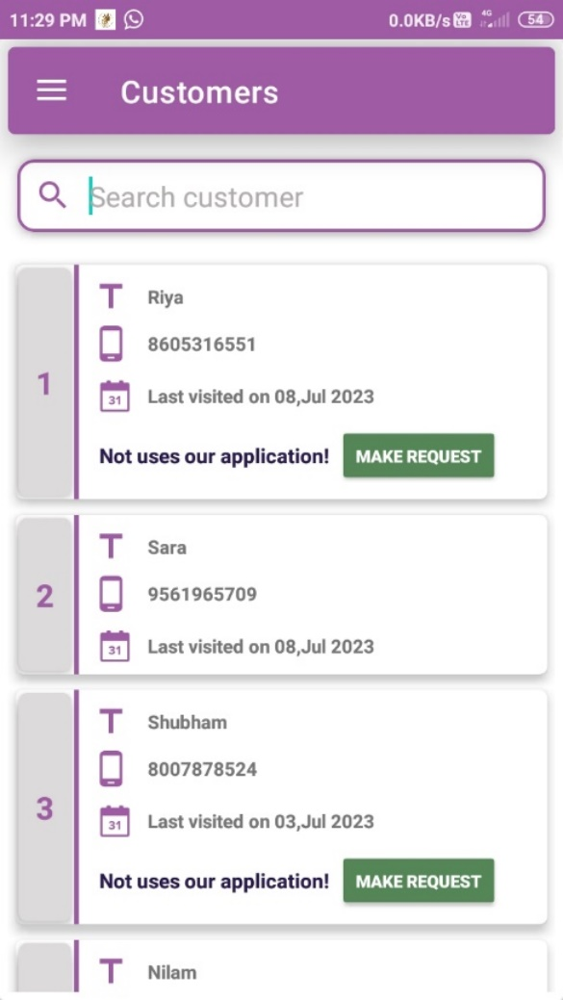 11:29 PM 0.0KB/s Vo LTE 4G 54
Customers
Search customer
1
T Riya
8605316551
31 Last visited on 08,Jul 2023
Not uses our application! MAKE REQUEST
2
T Sara
9561965709
31 Last visited on 08,Jul 2023
3
T Shubham
8007878524
31 Last visited on 03,Jul 2023
Not uses our application! MAKE REQUEST
T Nilam